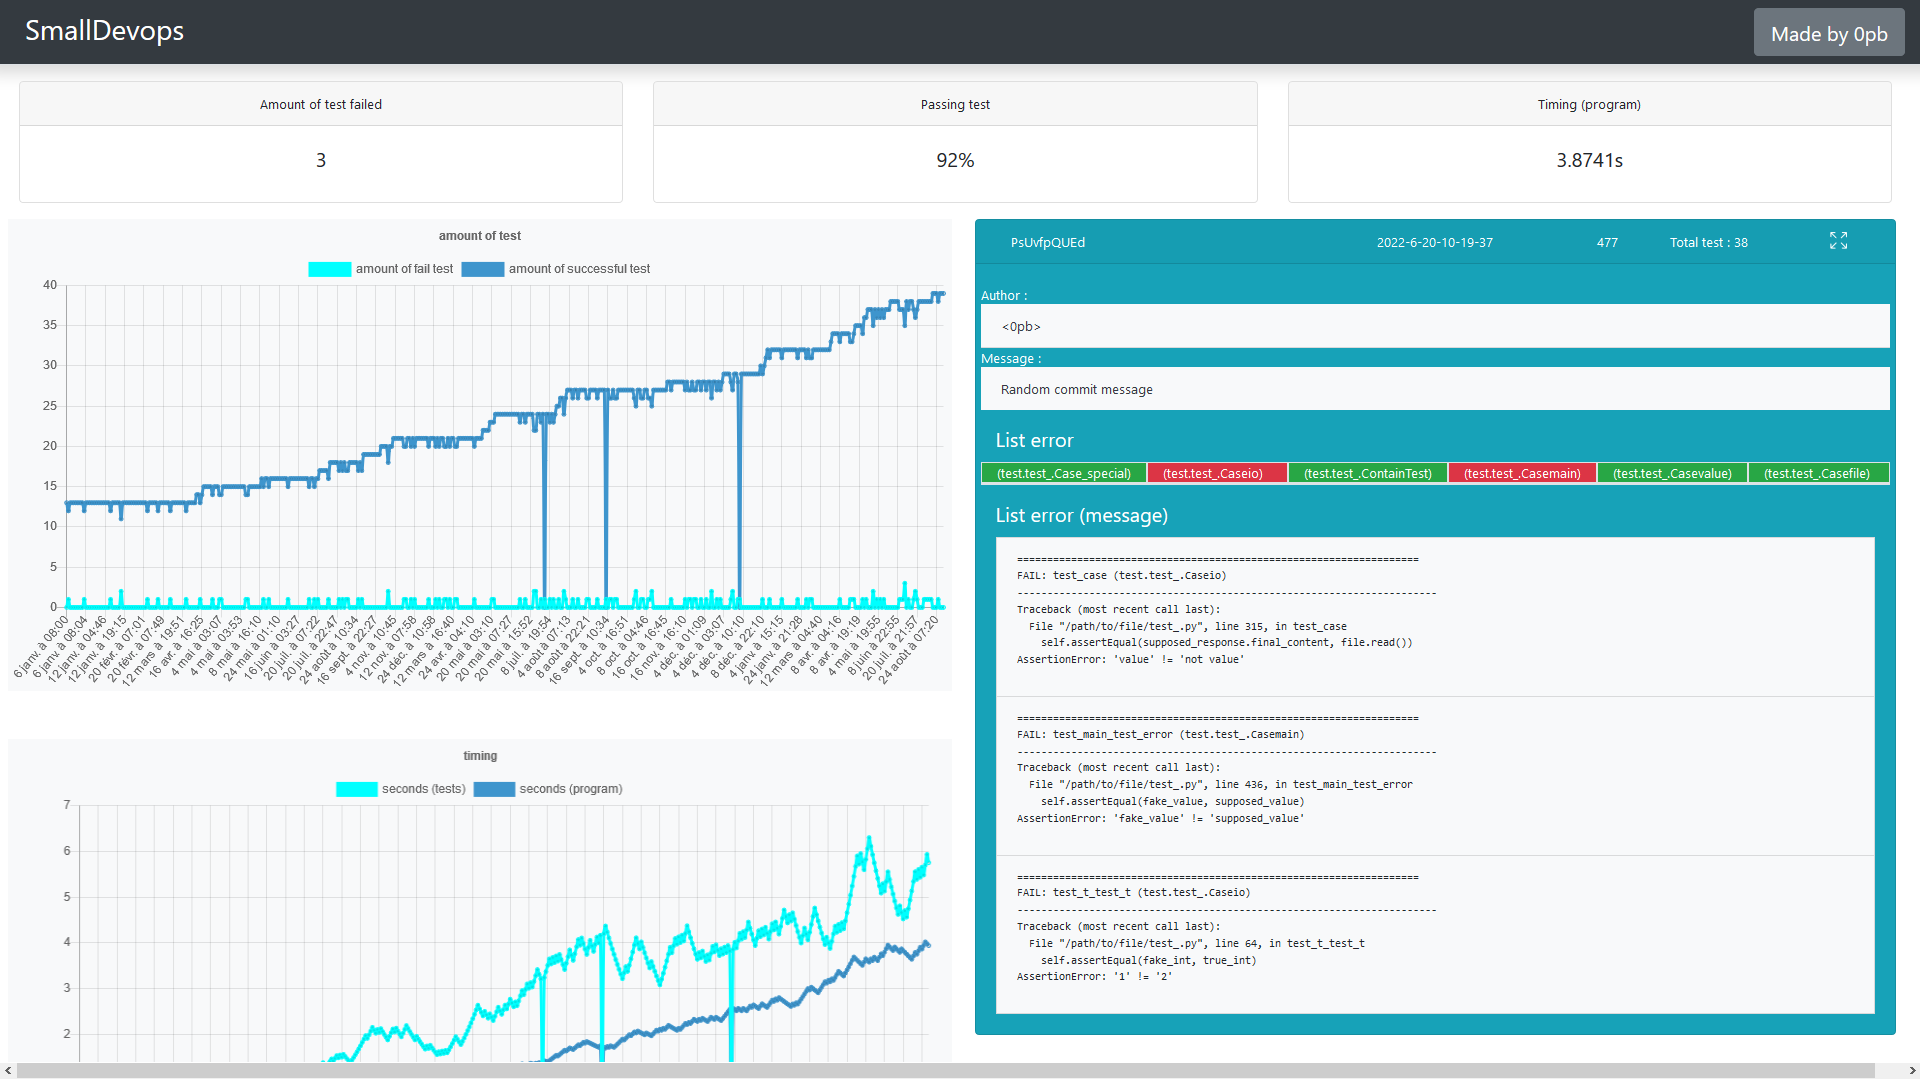 SmallDevops
Made by 0pb
Amount of test failed
3
Passing test
92%
Timing (program)
3.8741s
amount of test
amount of fail test
amount of successful test
40
35
30
25
20
15
10
5
0
6 janv. à 08:00
6 janv. à 08:04
12 janv. à 04:46
12 janv. à 19:15
20 févr. à 07:01
20 févr. à 07:49
12 mars à 19:51
16 avr. à 16:25
4 mai à 03:07
4 mai à 03:53
8 mai à 16:10
24 mai à 01:10
16 juin à 03:27
20 juil. à 07:22
20 juil. à 22:47
24 août à 10:34
16 sept. à 22:27
4 nov. à 10:45
12 nov. à 07:58
24 déc. à 10:58
12 mars à 16:40
24 avr. à 04:10
20 mai à 03:10
20 mai à 07:27
20 mai à 15:52
8 juil. à 19:54
4 août à 07:13
8 août à 22:21
16 sept. à 10:34
4 oct. à 16:51
8 oct. à 04:46
16 oct. à 16:45
16 nov. à 16:10
4 déc. à 01:09
4 déc. à 03:07
4 déc. à 10:10
8 déc. à 22:10
4 janv. à 15:15
24 janv. à 21:28
12 mars à 04:40
8 avr. à 04:16
8 avr. à 19:19
4 mai à 19:55
8 juin à 22:55
20 juil. à 21:57
24 août à 07:20
timing
seconds (tests)
seconds (program)
7
6
5
4
3
2
PsUvfpQUEd
2022-6-20-10-19-37
477
Total test : 38
Author :
<0pb>
Message :
Random commit message
List error
(test.test_.Case_special)
(test.test_.Caseio)
(test.test_.ContainTest)
(test.test_.Casemain)
(test.test_.Casevalue)
(test.test_.Casefile)
List error (message)
======================================================================
FAIL: test_case (test.test_.Caseio)
----------------------------------------------------------------------
Traceback (most recent call last):
File "/path/to/file/test_.py", line 315, in test_case
self.assertEqual(supposed_response.final_content, file.read())
AssertionError: 'value' != 'not value'
======================================================================
FAIL: test_main_test_error (test.test_.Casemain)
----------------------------------------------------------------------
Traceback (most recent call last):
File "/path/to/file/test_.py", line 436, in test_main_test_error
self.assertEqual(fake_value, supposed_value)
AssertionError: 'fake_value' != 'supposed_value'
======================================================================
FAIL: test_t_test_t (test.test_.Caseio)
----------------------------------------------------------------------
Traceback (most recent call last):
File "/path/to/file/test_.py", line 64, in test_t_test_t
self.assertEqual(fake_int, true_int)
AssertionError: '1' != '2'